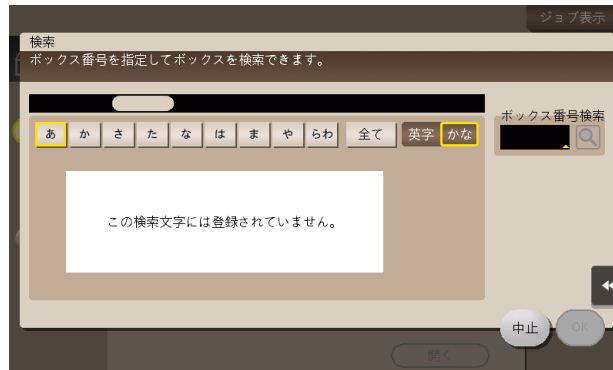 ジョブ表示
検索
ボックス番号を指定してボックスを検索できます。
あ か さ た な は ま や らわ 全て 英字 かな
ボックス番号検索
この検索文字には登録されていません。
中止 OK
開く